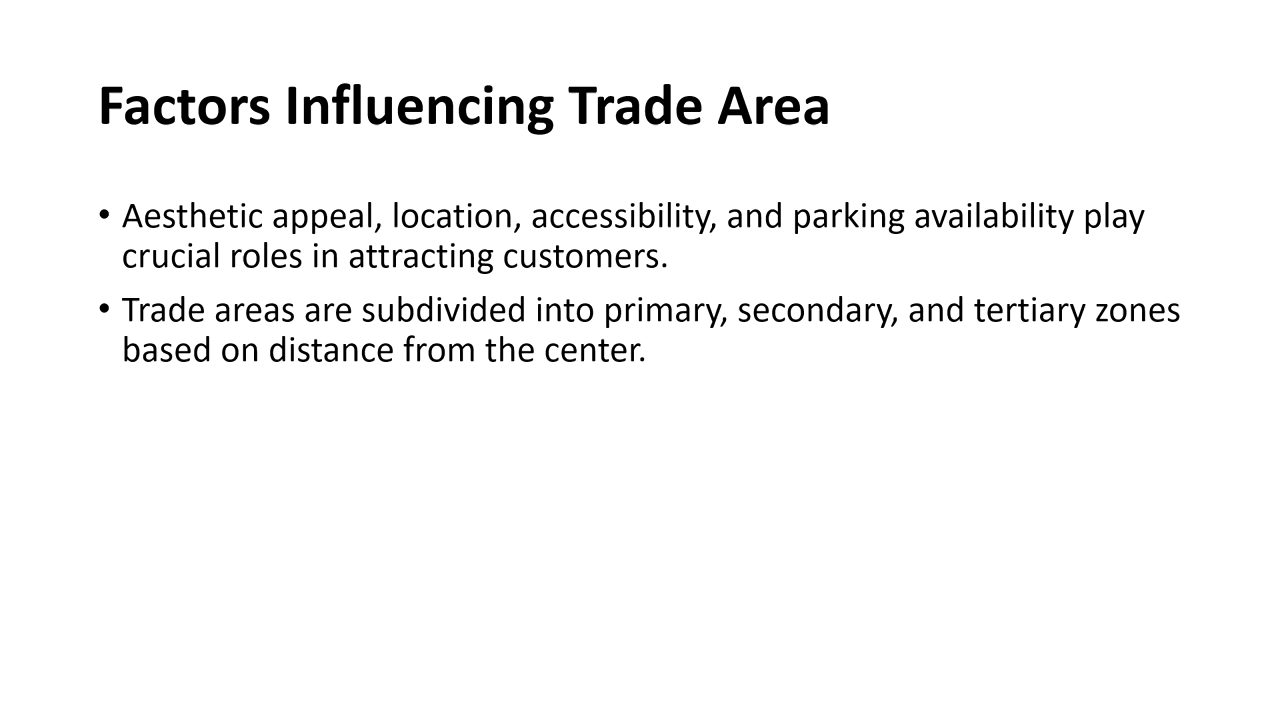 Factors Influencing Trade Area
• Aesthetic appeal, location, accessibility, and parking availability play
crucial roles in attracting customers.
• Trade areas are subdivided into primary, secondary, and tertiary zones
based on distance from the center.